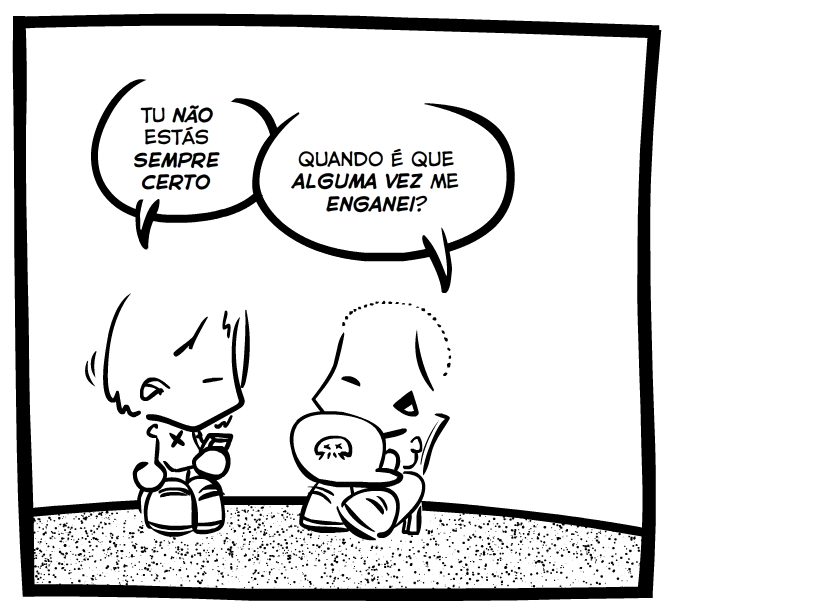 TU NÃO
ESTÁS
SEMPRE
CERTO
QUANDO É QUE
ALGUMA VEZ ME
ENGANEI?